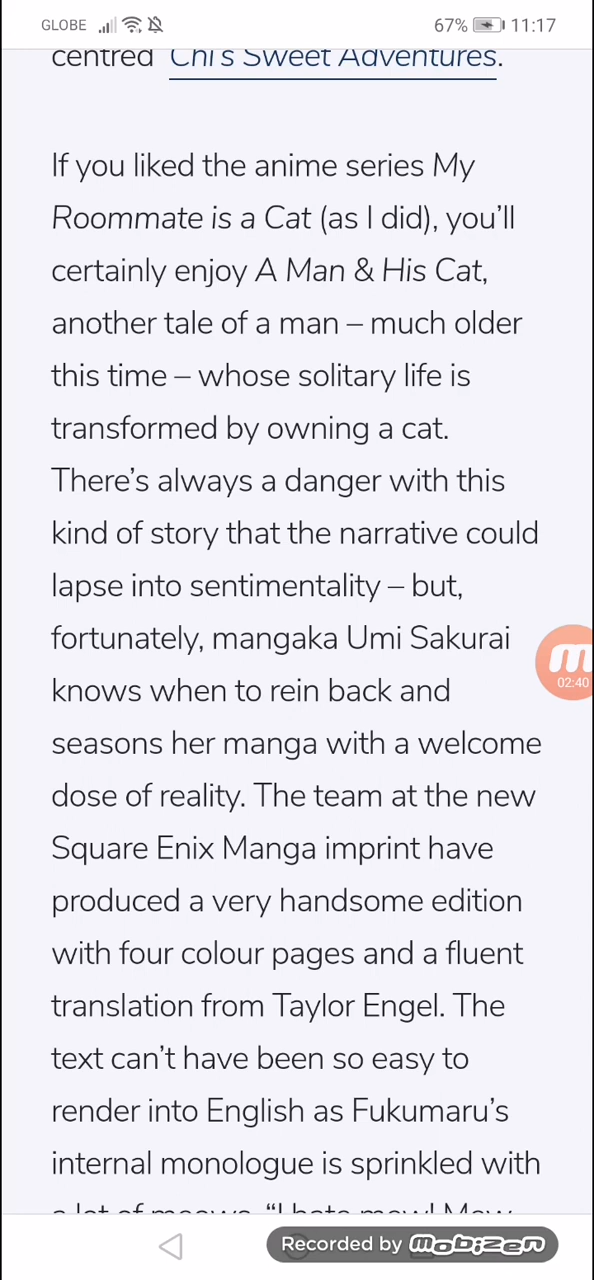 GLOBE 67% 11:17
centred Chi's Sweet Adventures.
If you liked the anime series My
Roommate is a Cat (as I did), you'll
certainly enjoy A Man & His Cat,
another tale of a man – much older
this time – whose solitary life is
transformed by owning a cat.
There's always a danger with this
kind of story that the narrative could
lapse into sentimentality – but,
fortunately, mangaka Umi Sakurai
m
02:40
knows when to rein back and
seasons her manga with a welcome
dose of reality. The team at the new
Square Enix Manga imprint have
produced a very handsome edition
with four colour pages and a fluent
translation from Taylor Engel. The
text can't have been so easy to
render into English as Fukumaru's
internal monologue is sprinkled with
a lot of meows. "I hate mew! Mew
Recorded by mobizen